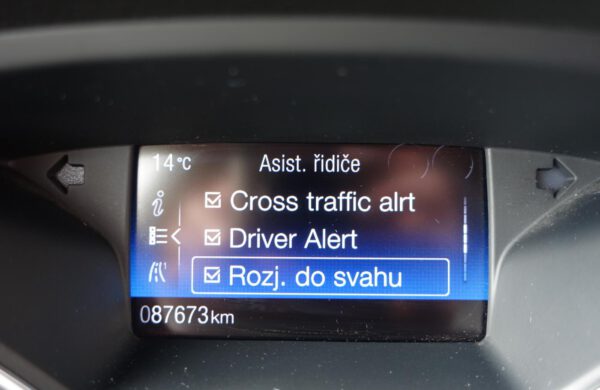 14°C Asist. řidiče
Cross traffic alrt
Driver Alert
Rozj. do svahu
087673km